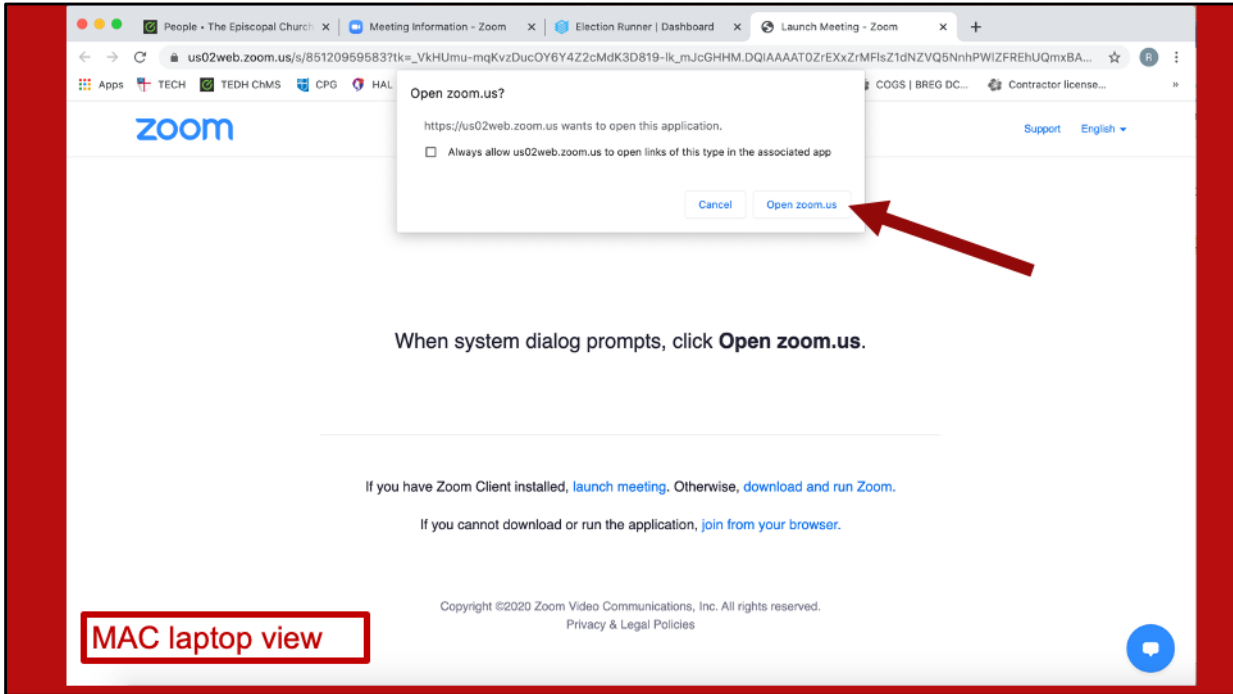 People • The Episcopal Church
Meeting Information - Zoom
Election Runner | Dashboard
Launch Meeting - Zoom
us02web.zoom.us/s/85120959583?tk=_VkHUmu-mqKvzDucOY6Y4Z2cMdK3D819-lk_mJcGHHM.DQIAAAAT0ZrEXxZrMFlsZ1dNZVQ5NnhPWlZFREhUQmxBA...
R
Apps
TECH
TEDH ChMS
CPG
HAL
COGS | BREG DC...
Contractor license...
»
Open zoom.us?
https://us02web.zoom.us wants to open this application.
Always allow us02web.zoom.us to open links of this type in the associated app
Cancel
Open zoom.us
zoom
Support
English
When system dialog prompts, click Open zoom.us.
If you have Zoom Client installed, launch meeting. Otherwise, download and run Zoom.
If you cannot download or run the application, join from your browser.
Copyright ©2020 Zoom Video Communications, Inc. All rights reserved.
Privacy & Legal Policies
MAC laptop view